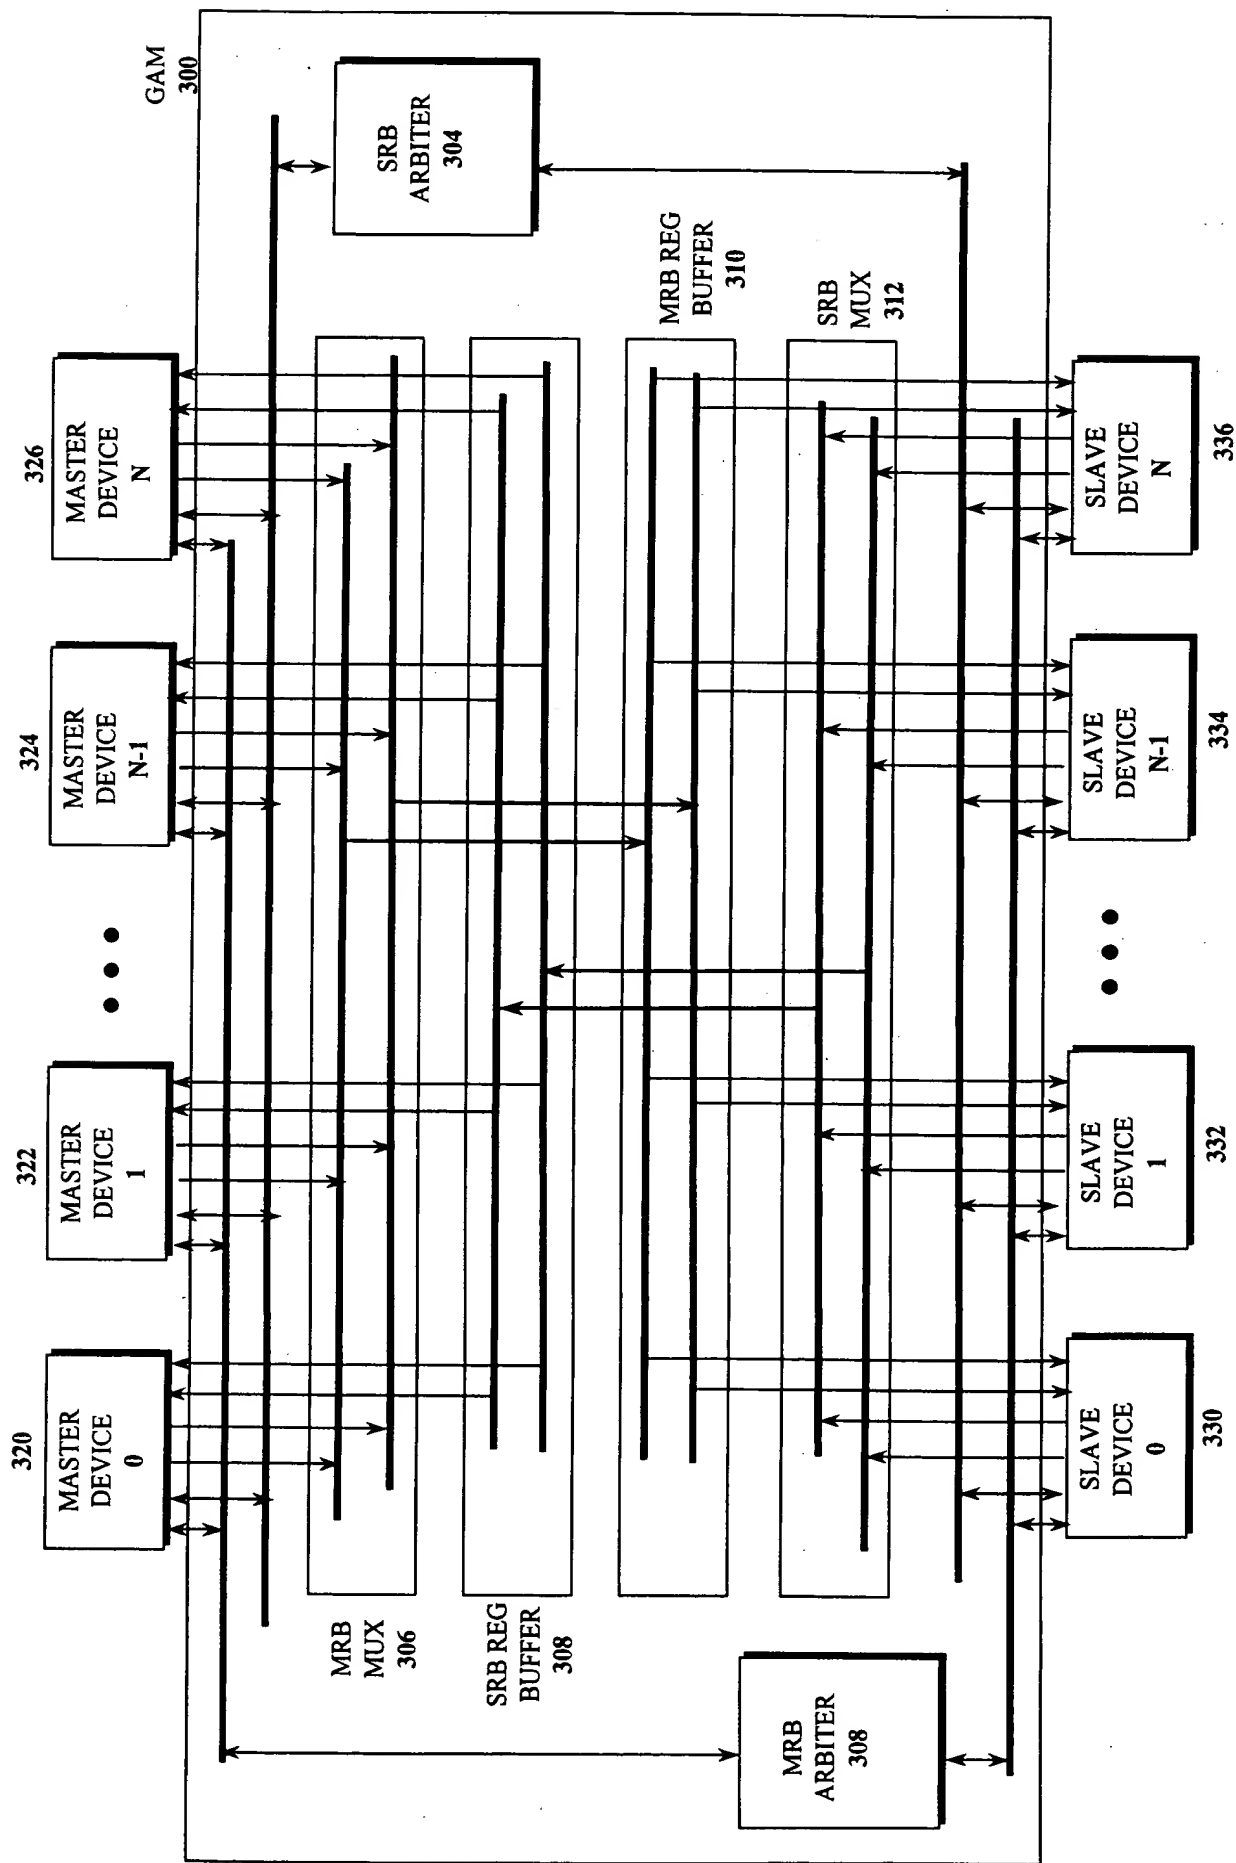 GAM
300
326
MASTER
DEVICE
N
324
MASTER
DEVICE
N-1
322
MASTER
DEVICE
1
320
MASTER
DEVICE
0
SRB
ARBITER
304
MRB
MUX
306
SRB REG
BUFFER
308
MRB REG
BUFFER
310
SRB
MUX
312
MRB
ARBITER
308
SLAVE
DEVICE
N
336
SLAVE
DEVICE
N-1
334
SLAVE
DEVICE
1
332
SLAVE
DEVICE
0
330